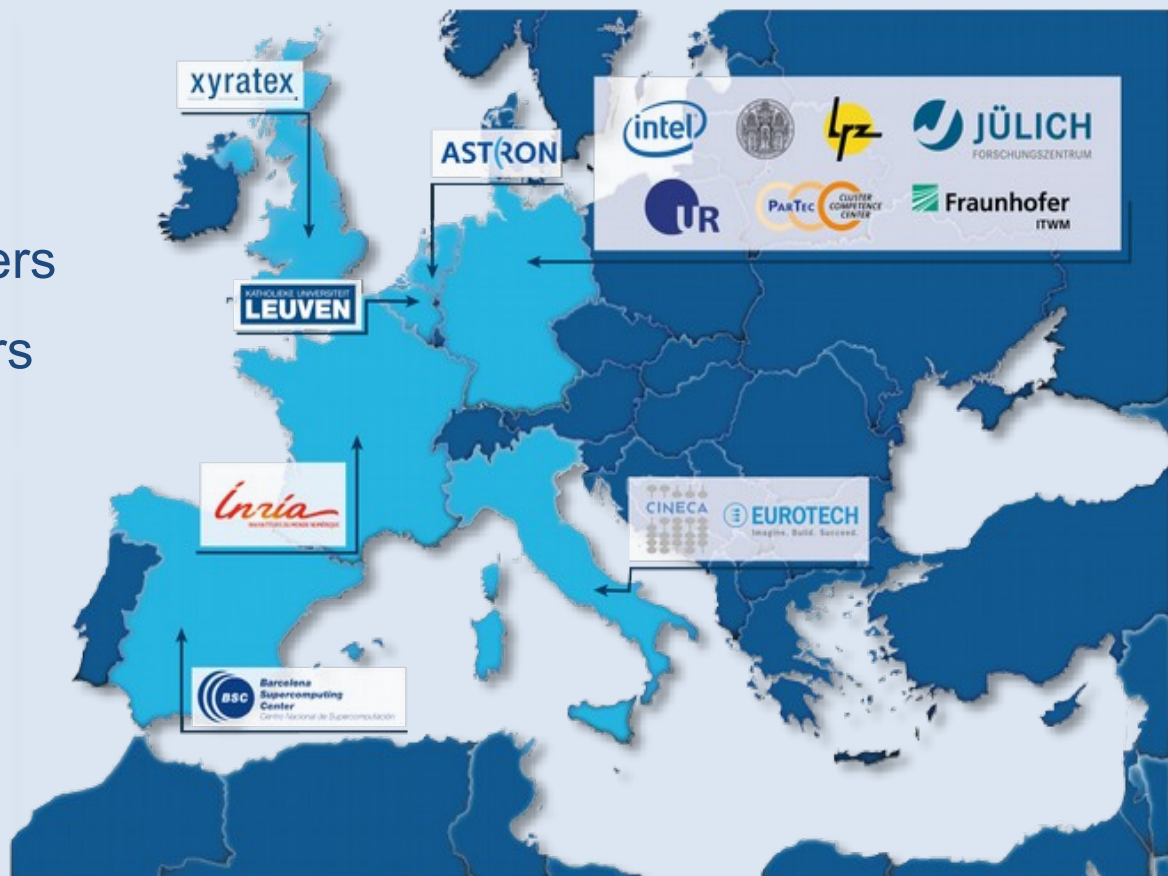 xyratex
ASTRON
intel
lrz
JÜLICH
FORSCHUNGSZENTRUM
UR
PARTEC
CLUSTER
COMPETENCE
CENTER
Fraunhofer
ITWM
ers
rs
KATHOLIEKE UNIVERSITEIT
LEUVEN
inria
CINECA
EUROTECH
Imagine. Build. Succeed.
BSC
Barcelona
Supercomputing
Center
Centro Nacional de Supercomputación